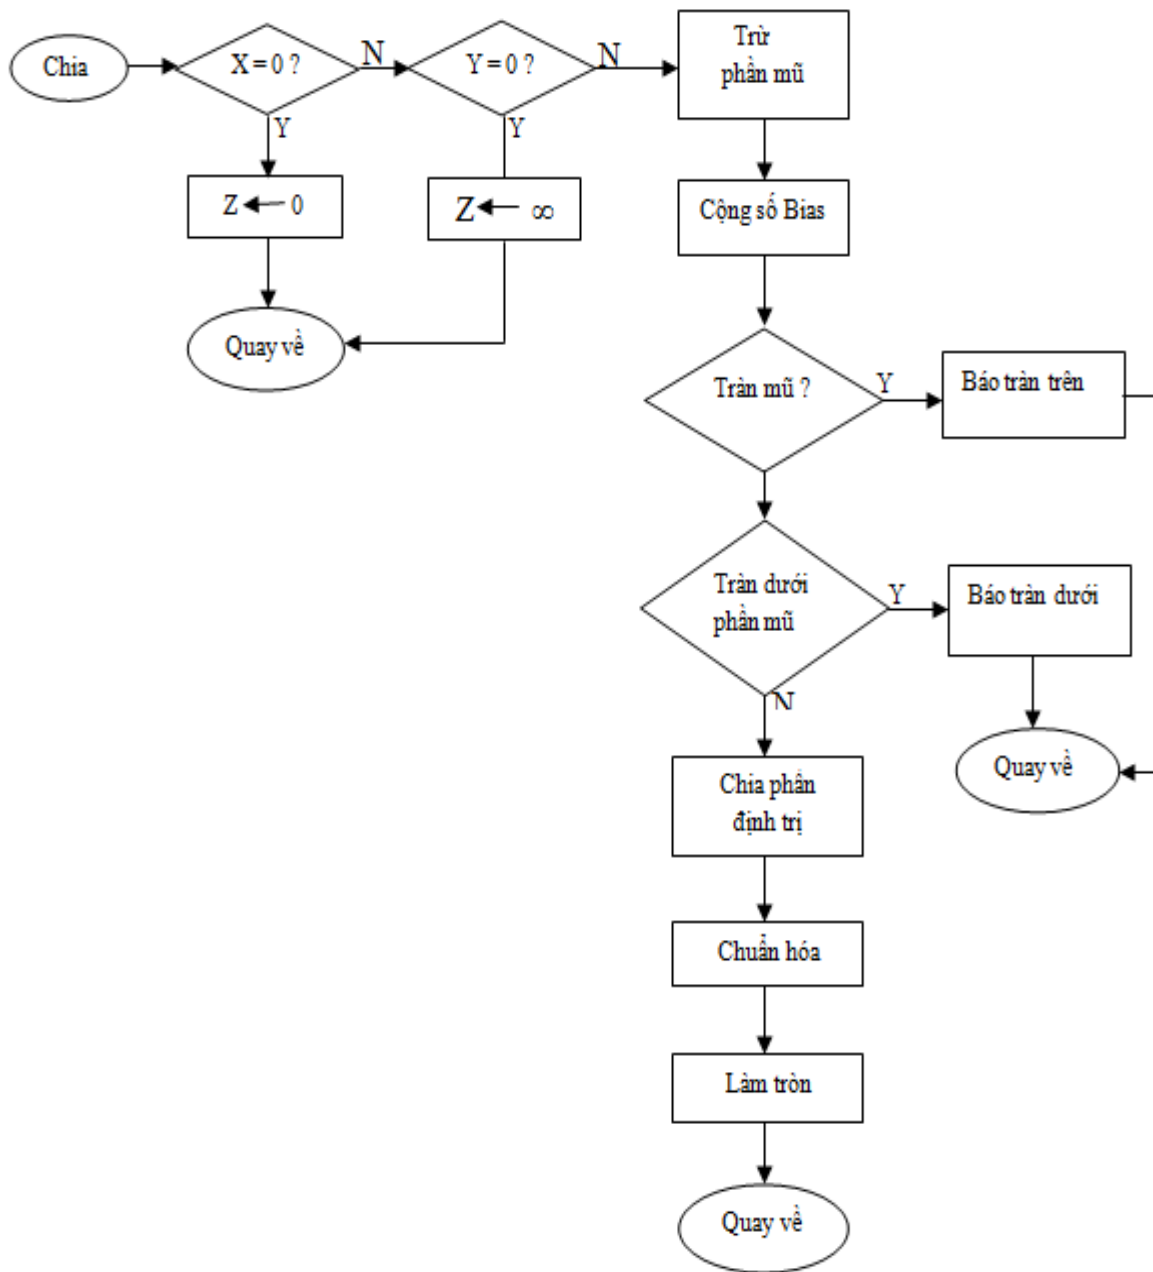 Chia
X = 0 ?
N
Y = 0 ?
N
Trừ
phần mũ
Y
Y
Z ← 0
Z ← ∞
Cộng số Bias
Quay về
Tràn mũ ?
Y
Báo tràn trên
Tràn dưới
phần mũ
Y
Báo tràn dưới
N
Quay về
Chia phần
định trị
Chuẩn hóa
Làm tròn
Quay về